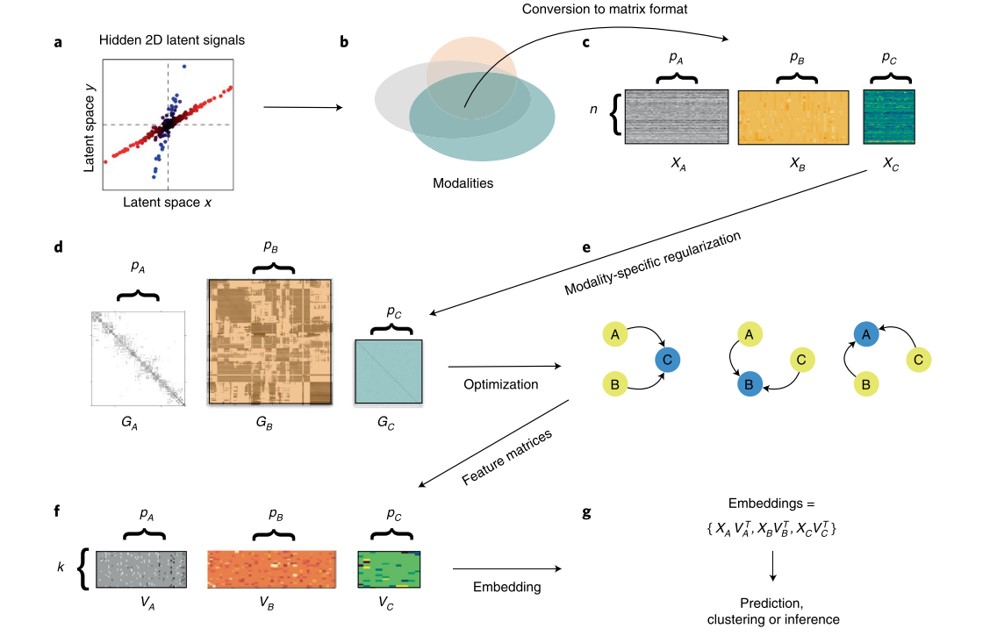 Conversion to matrix format
a
Hidden 2D latent signals
Latent space y
Latent space x
b
Modalities
c
p_A
p_B
p_C
n
X_A
X_B
X_C
Modality-specific regularization
d
p_A
p_B
p_C
G_A
G_B
G_C
Optimization
e
A
B
C
A
C
B
A
C
B
Feature matrices
f
p_A
p_B
p_C
k
V_A
V_B
V_C
Embedding
g
Embeddings =
{ X_A V_A^T, X_B V_B^T, X_C V_C^T }
Prediction,
clustering or inference